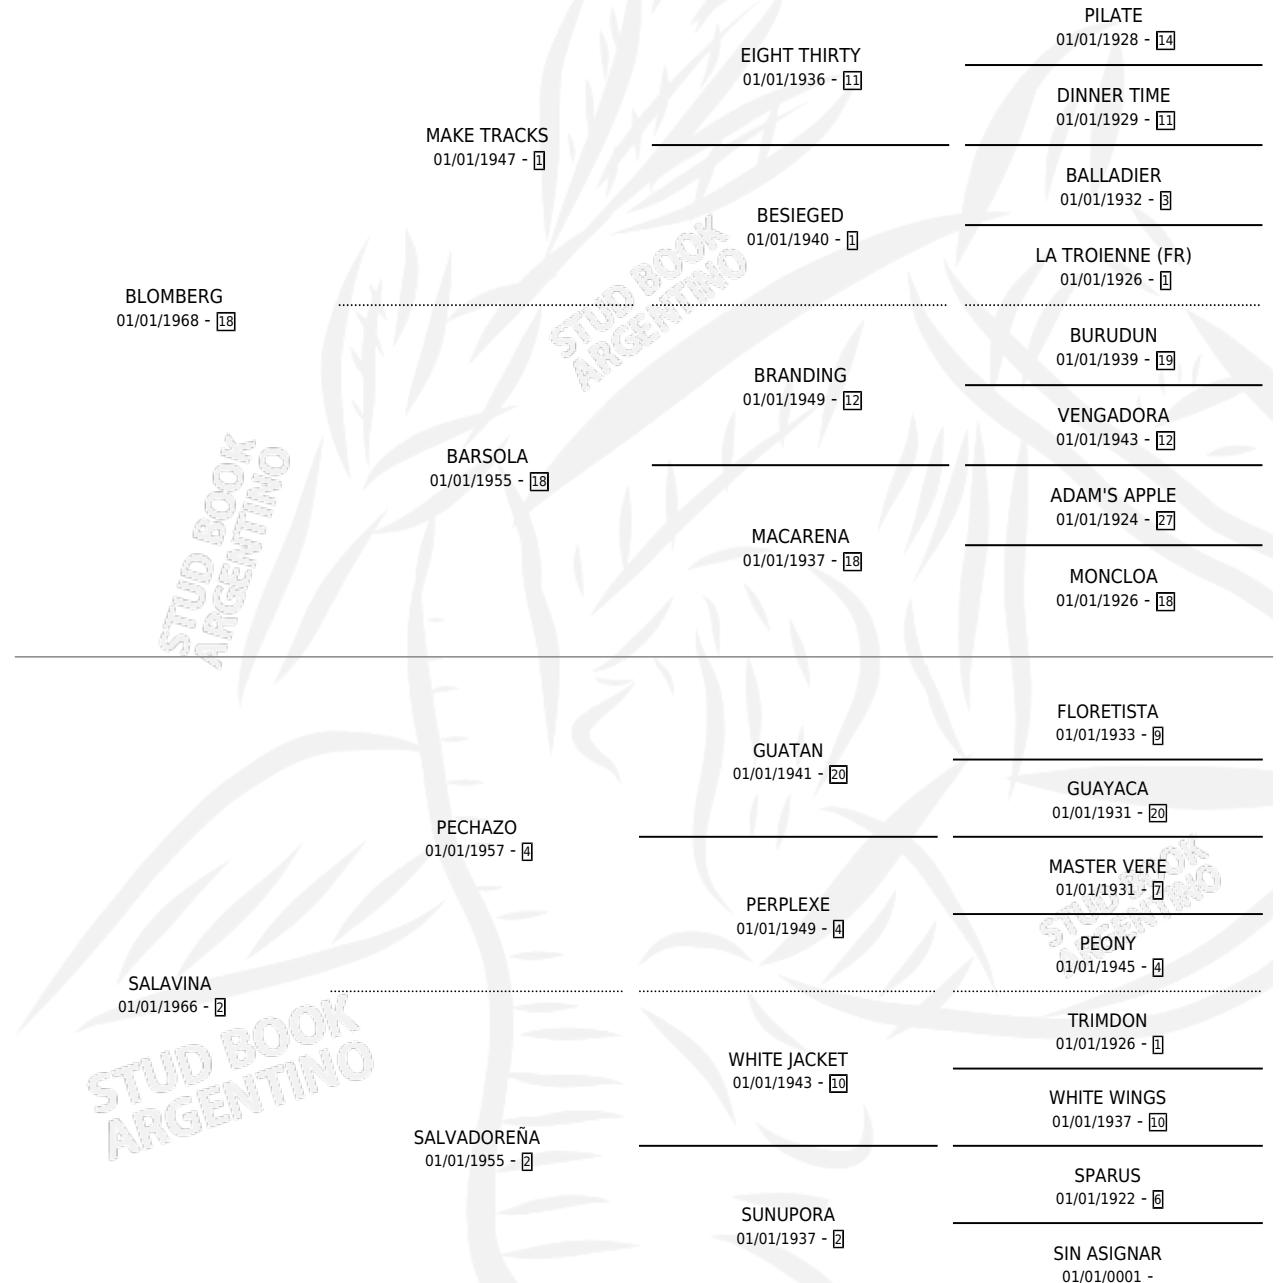 PILATE
01/01/1928 - 14
EIGHT THIRTY
01/01/1936 - 11
DINNER TIME
01/01/1929 - 11
MAKE TRACKS
01/01/1947 - 1
BALLADIER
01/01/1932 - 3
BESIEGED
01/01/1940 - 1
LA TROIENNE (FR)
01/01/1926 - 1
BLOMBERG
01/01/1968 - 18
STUD BOOK
ARGENTINO
BURUDUN
01/01/1939 - 19
BRANDING
01/01/1949 - 12
VENGADORA
01/01/1943 - 12
BARSOLA
01/01/1955 - 18
ADAM'S APPLE
01/01/1924 - 27
MACARENA
01/01/1937 - 18
MONCLOA
01/01/1926 - 18
STUD BOOK
ARGENTINO
FLORETISTA
01/01/1933 - 9
GUATAN
01/01/1941 - 20
GUAYACA
01/01/1931 - 20
PECHAZO
01/01/1957 - 4
MASTER VERE
01/01/1931 - 7
PERPLEXE
01/01/1949 - 4
STUD BOOK
ARGENTINO
PEONY
01/01/1945 - 4
SALAVINA
01/01/1966 - 2
TRIMDON
01/01/1926 - 1
STUD BOOK
ARGENTINO
WHITE JACKET
01/01/1943 - 10
WHITE WINGS
01/01/1937 - 10
SALVADOREÑA
01/01/1955 - 2
SPARUS
01/01/1922 - 6
SUNUPORA
01/01/1937 - 2
SIN ASIGNAR
01/01/0001 -